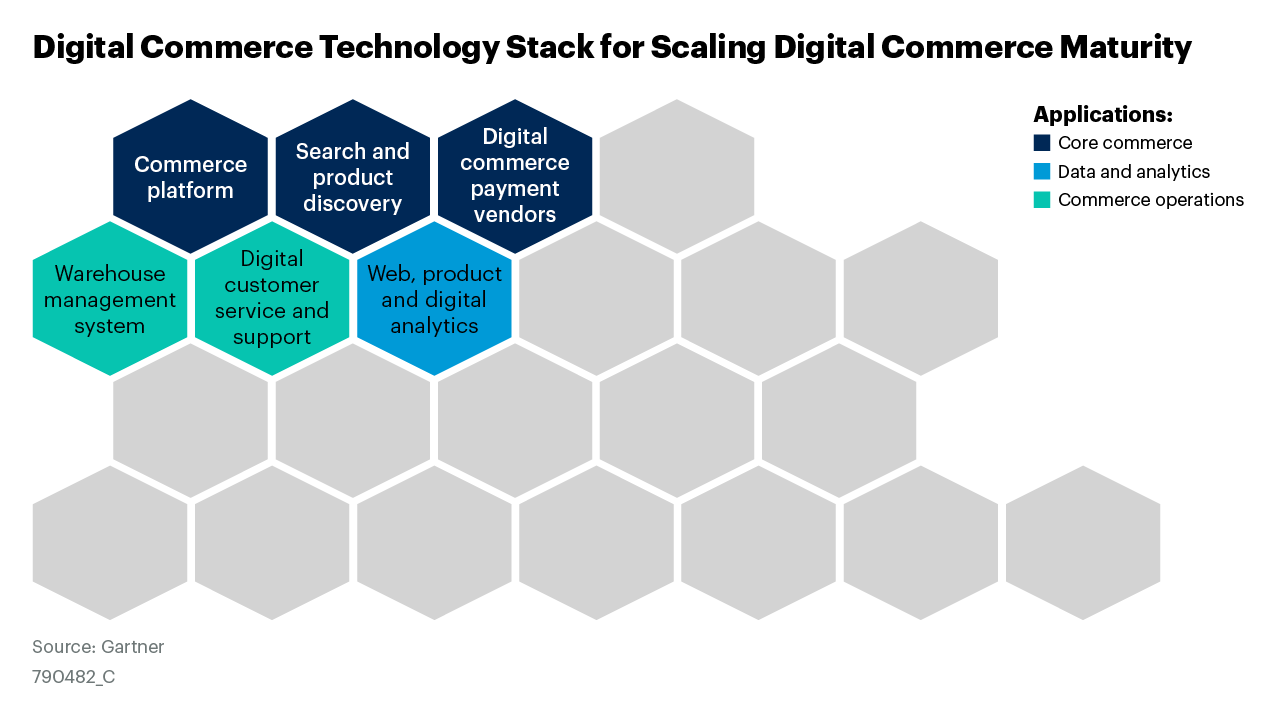 Digital Commerce Technology Stack for Scaling Digital Commerce Maturity
Applications:
Core commerce
Data and analytics
Commerce operations
Commerce
platform
Search and
product
discovery
Digital
commerce
payment
vendors
Warehouse
management
system
Digital
customer
service and
support
Web, product
and digital
analytics
Source: Gartner
790482_C